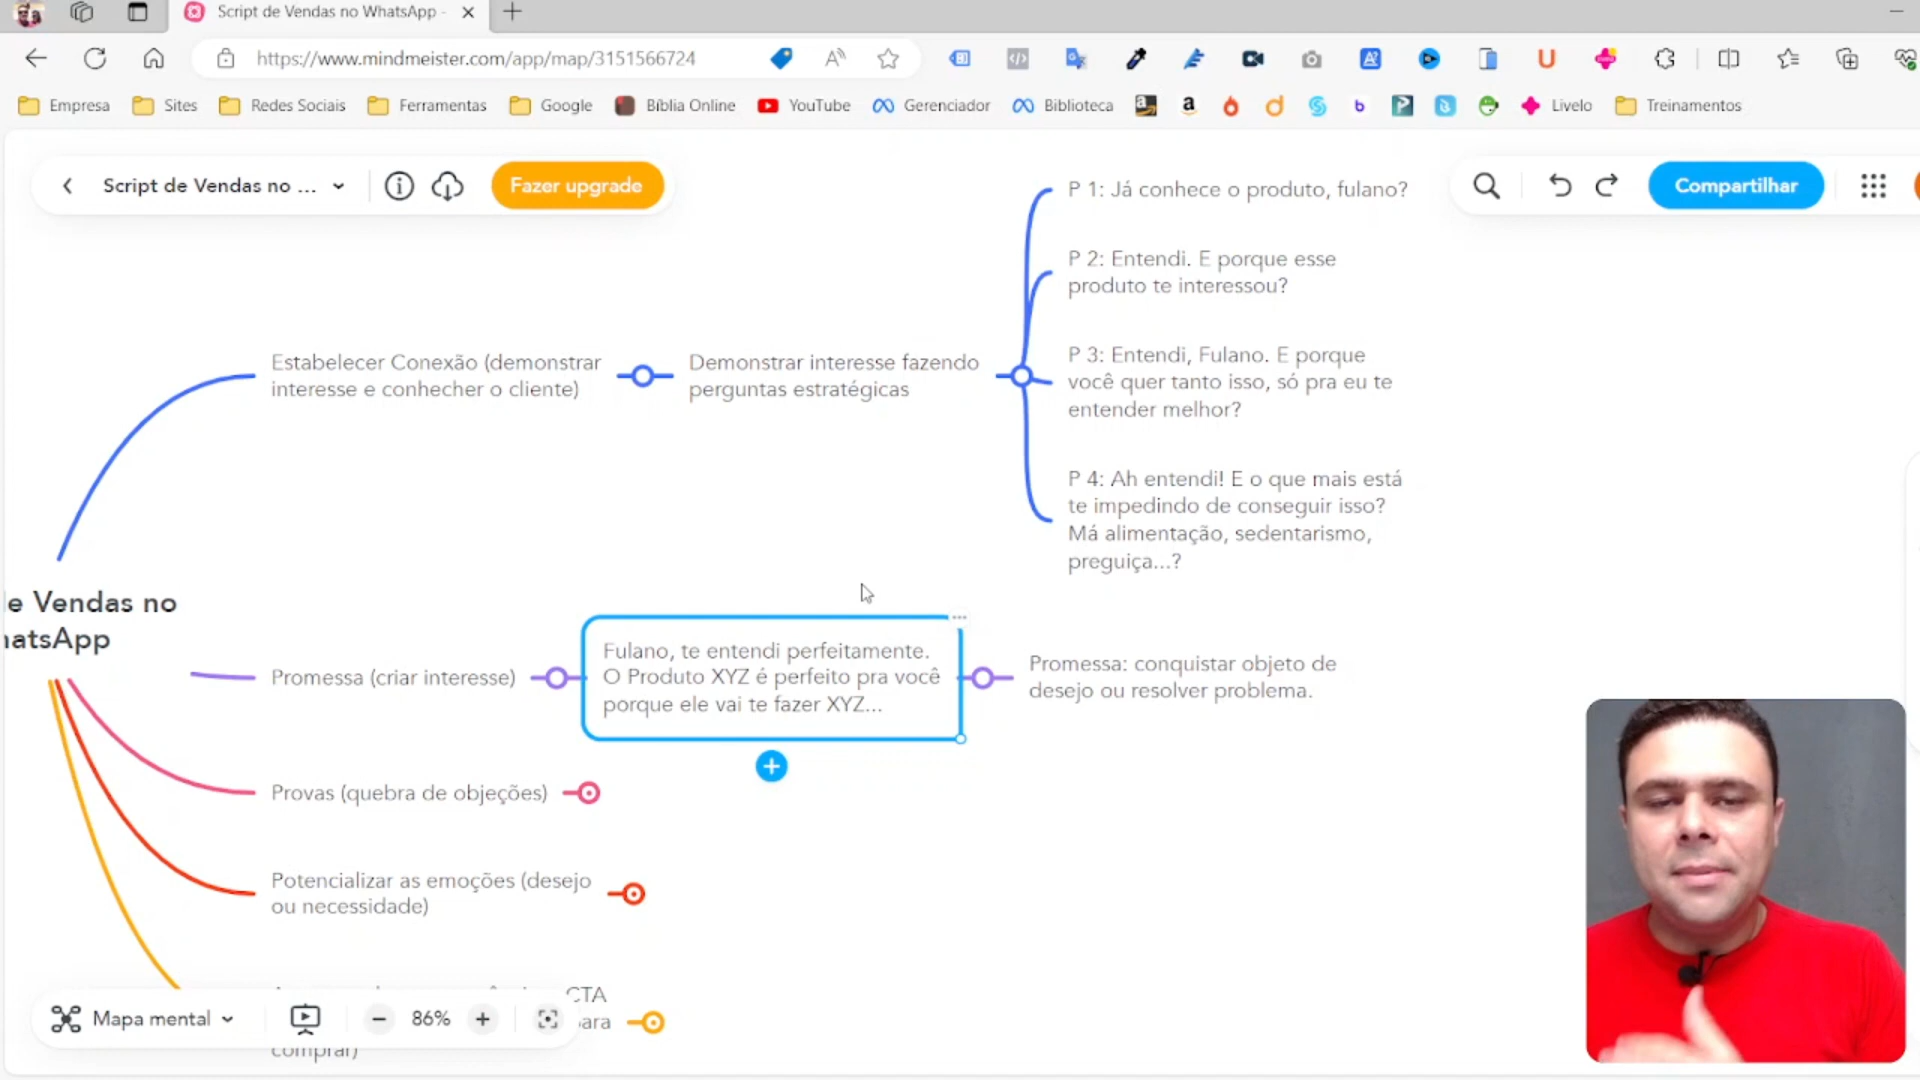 Script de Vendas no WhatsApp -
https://www.mindmeister.com/app/map/3151566724
Empresa
Sites
Redes Sociais
Ferramentas
Google
Bíblia Online
YouTube
Gerenciador
Biblioteca
Livelo
Treinamentos
Script de Vendas no ...
Fazer upgrade
Compartilhar
P 1: Já conhece o produto, fulano?
P 2: Entendi. E porque esse
produto te interessou?
Estabelecer Conexão (demonstrar
interesse e conhecher o cliente)
Demonstrar interesse fazendo
perguntas estratégicas
P 3: Entendi, Fulano. E porque
você quer tanto isso, só pra eu te
entender melhor?
P 4: Ah entendi! E o que mais está
te impedindo de conseguir isso?
Má alimentação, sedentarismo,
preguiça...?
e Vendas no
hatsApp
Promessa (criar interesse)
Fulano, te entendi perfeitamente.
O Produto XYZ é perfeito pra você
porque ele vai te fazer XYZ...
Promessa: conquistar objeto de
desejo ou resolver problema.
Provas (quebra de objeções)
Potencializar as emoções (desejo
ou necessidade)
CTA
para
comprar)
Mapa mental
86%